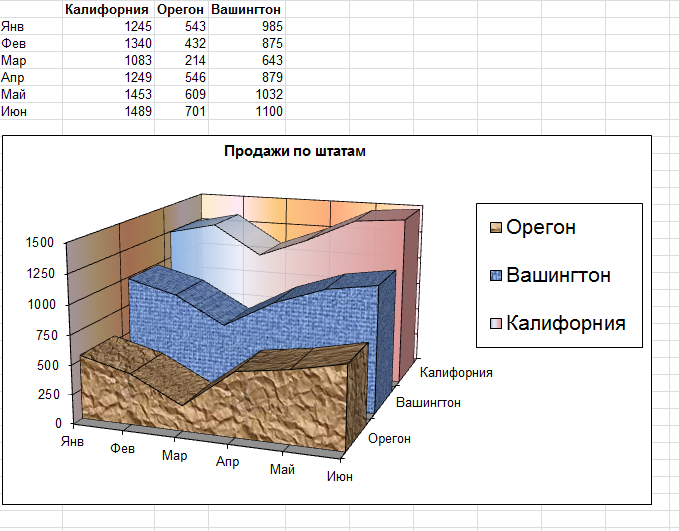 Калифорния Орегон Вашингтон
Янв 1245 543 985
Фев 1340 432 875
Мар 1083 214 643
Апр 1249 546 879
Май 1453 609 1032
Июн 1489 701 1100
Продажи по штатам
1500
1250
1000
750
500
250
0
Янв
Фев
Мар
Апр
Май
Июн
Орегон
Вашингтон
Калифорния
Орегон
Вашингтон
Калифорния